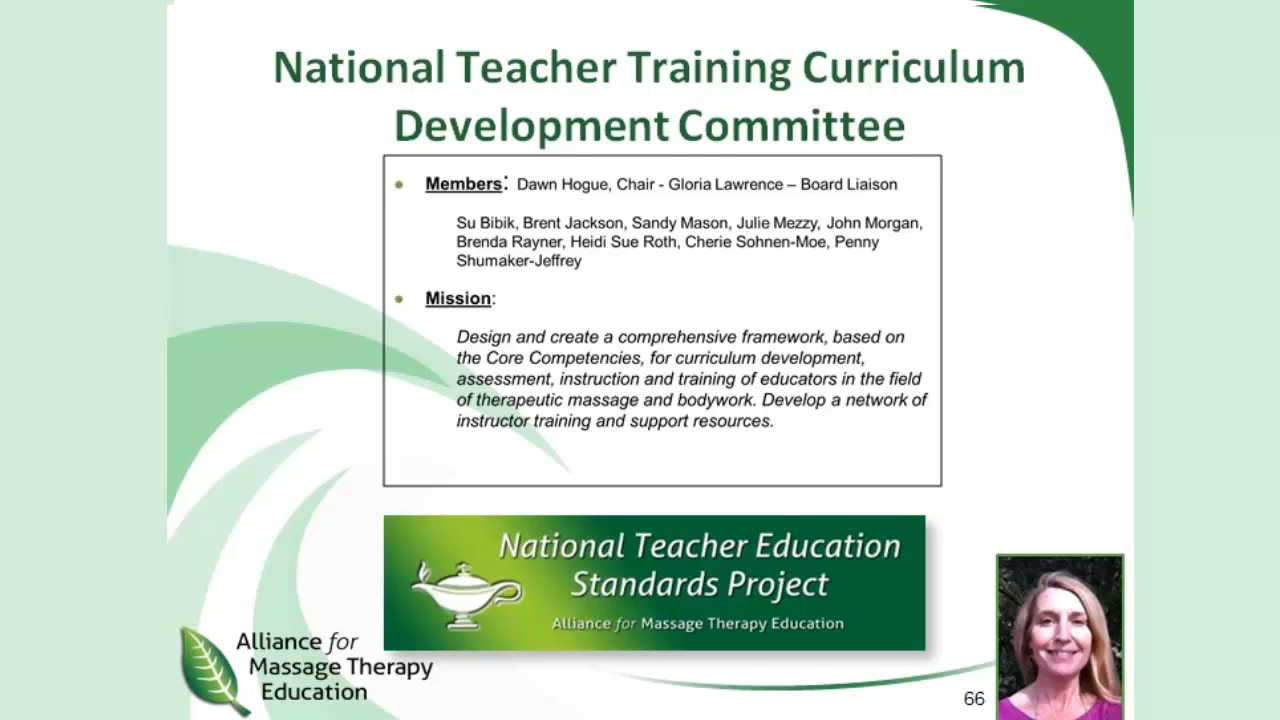 National Teacher Training Curriculum
Development Committee
• Members: Dawn Hogue, Chair - Gloria Lawrence – Board Liaison
Su Bibik, Brent Jackson, Sandy Mason, Julie Mezzy, John Morgan,
Brenda Rayner, Heidi Sue Roth, Cherie Sohnen-Moe, Penny
Shumaker-Jeffrey
• Mission:
Design and create a comprehensive framework, based on
the Core Competencies, for curriculum development,
assessment, instruction and training of educators in the field
of therapeutic massage and bodywork. Develop a network of
instructor training and support resources.
National Teacher Education
Standards Project
Alliance for Massage Therapy Education
Alliance for
Massage Therapy
Education
66